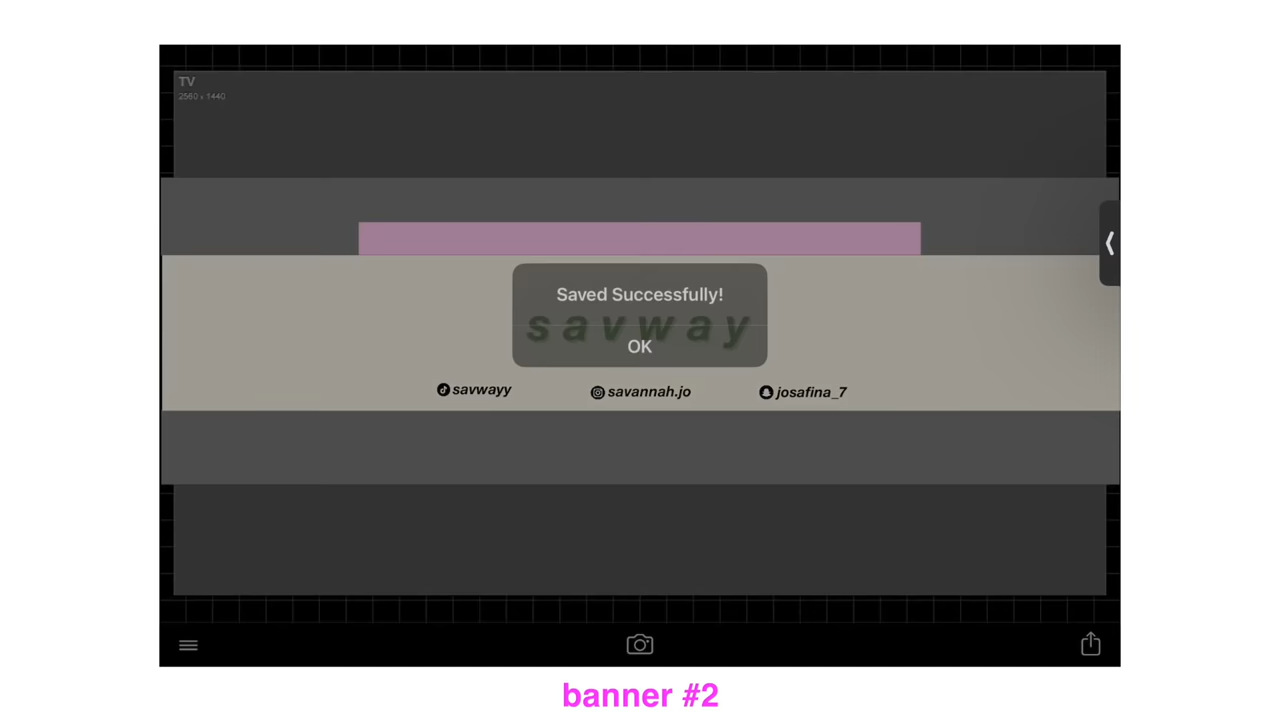 TV
2560 x 1440
Saved Successfully!
savway
OK
savwayy savannah.jo josafina_7
banner #2